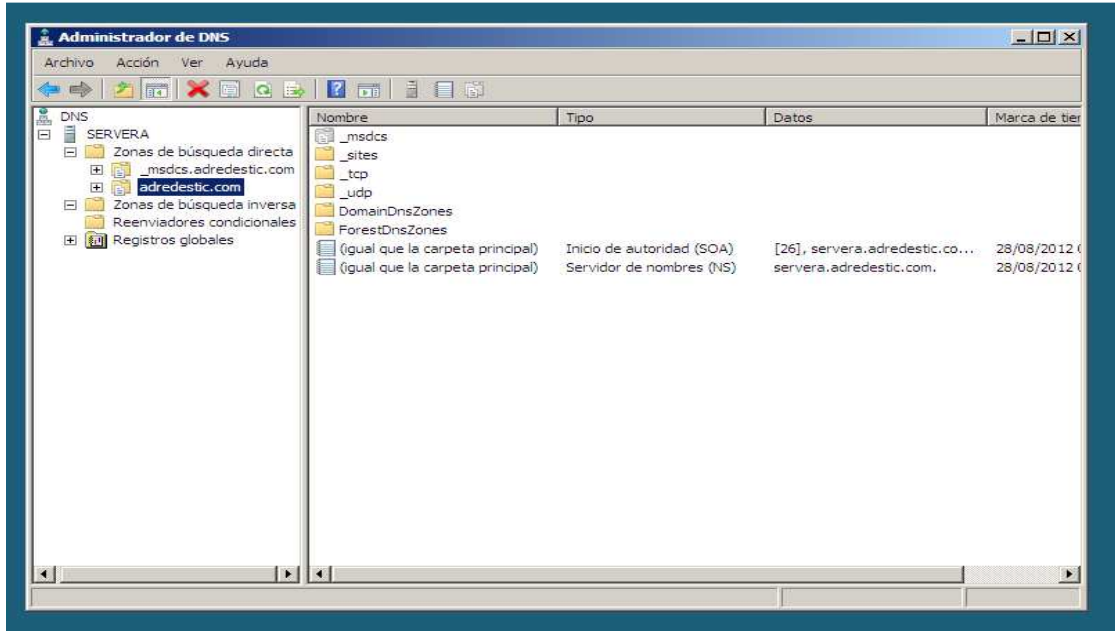 Administrador de DNS
Archivo Acción Ver Ayuda
DNS
SERVERA
Zonas de búsqueda directa
_msdcs.adredestic.com
adredestic.com
Zonas de búsqueda inversa
Reenviadores condicionales
Registros globales
Nombre Tipo Datos Marca de tier
_msdcs
_sites
_tcp
_udp
DomainDnsZones
ForestDnsZones
(igual que la carpeta principal) Inicio de autoridad (SOA) [26], servera.adredestic.co... 28/08/2012
(igual que la carpeta principal) Servidor de nombres (NS) servera.adredestic.com. 28/08/2012